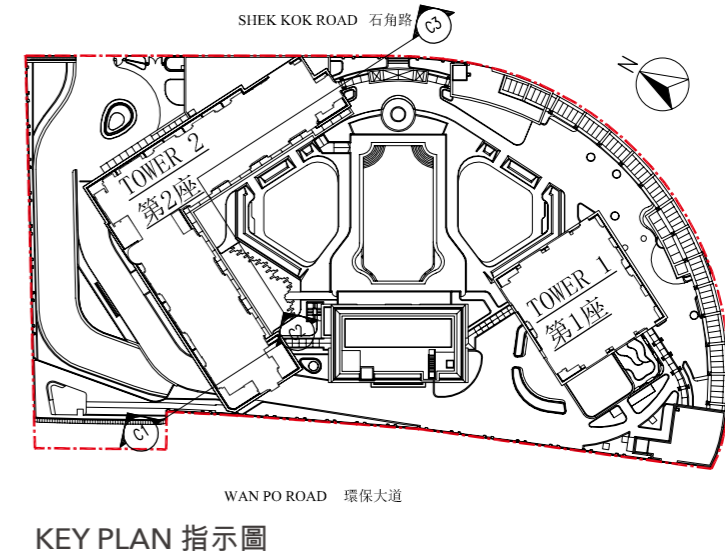 SHEK KOK ROAD 石角路
C3
N
TOWER 2
第2座
TOWER 1
第1座
C2
C1
WAN PO ROAD 環保大道
KEY PLAN 指示圖